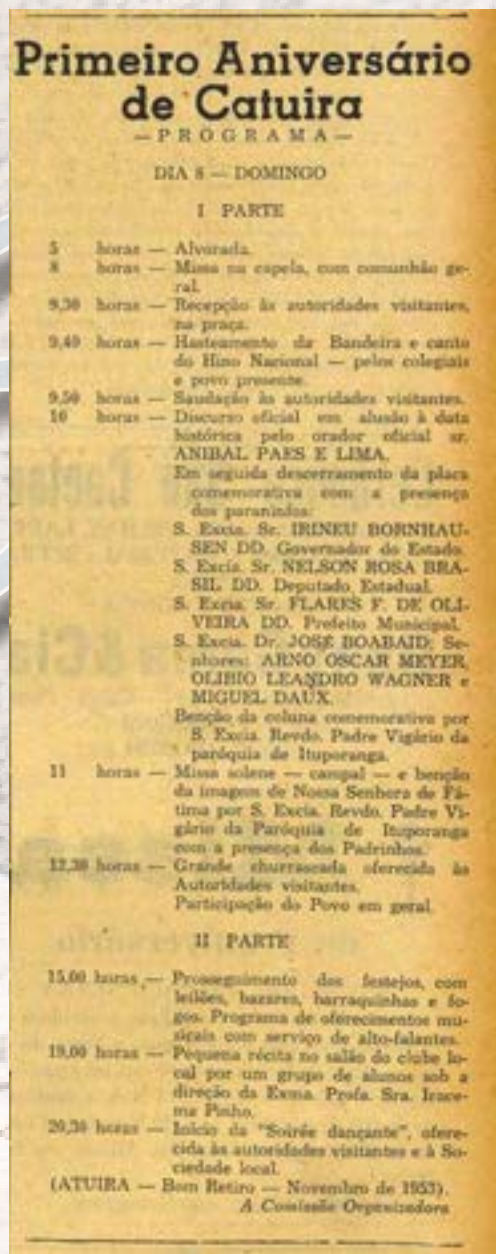 Primeiro Aniversário
de Catuira
— PROGRAMA —
DIA 8 — DOMINGO
I PARTE
5 horas — Alvorada.
8 horas — Missa na capela, com comunhão ge-
ral.
9,30 horas — Recepção às autoridades visitantes,
na praça.
9,40 horas — Hasteamento da Bandeira e canto
do Hino Nacional — pelos colegiais
e povo presente.
9,50 horas — Saudação às autoridades visitantes.
10 horas — Discurso oficial em alusão à data
histórica pelo orador oficial sr.
ANIBAL PAES E LIMA.
Em seguida descerramento da placa
comemorativa com a presença
dos paraninfos:
S. Excia. Sr. IRINEU BORNHAU-
SEN DD. Governador do Estado.
S. Excia. Sr. NELSON ROSA BRA-
SIL DD. Deputado Estadual.
S. Excia. Sr. FLARES F. DE OLI-
VEIRA DD. Prefeito Municipal.
S. Excia. Dr. JOSÉ BOABAID; Se-
nhores: ARNO OSCAR MEYER,
OLIBIO LEANDRO WAGNER e
MIGUEL DAUX.
Benção da coluna comemorativa por
S. Excia. Revdo. Padre Vigário da
paróquia de Ituporanga.
11 horas — Missa solene — campal — e benção
da imagem de Nossa Senhora de Fá-
tima por S. Excia. Revdo. Padre Vi-
gário da Paróquia de Ituporanga
com a presença dos Padrinhos.
12,30 horas — Grande churrascada oferecida às
Autoridades visitantes.
Participação do Povo em geral.
II PARTE
15,00 horas — Prosseguimento dos festejos, com
leilões, bazares, barraquinhas e fo-
gos. Programa de oferecimentos mu-
sicais com serviço de alto-falantes.
19,00 horas — Pequena récita no salão do clube lo-
cal por um grupo de alunos sob a
direção da Exma. Profa. Sra. Irace-
ma Pinho.
20,30 horas — Início da "Soirée dançante", ofere-
cida às autoridades visitantes e à So-
ciedade local.
(ATUIRA — Bom Retiro — Novembro de 1953).
A Comissão Organizadora